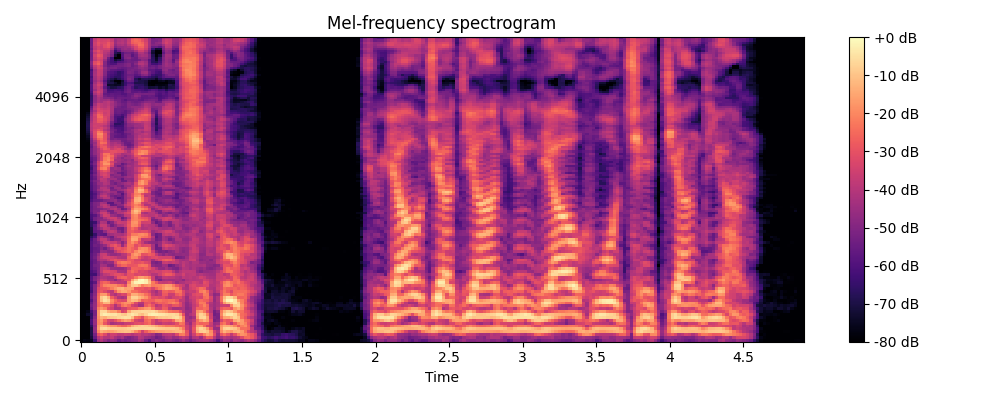 Mel-frequency spectrogram
Hz
4096
2048
1024
512
0
0 0.5 1 1.5 2 2.5 3 3.5 4 4.5
Time
+0 dB
-10 dB
-20 dB
-30 dB
-40 dB
-50 dB
-60 dB
-70 dB
-80 dB